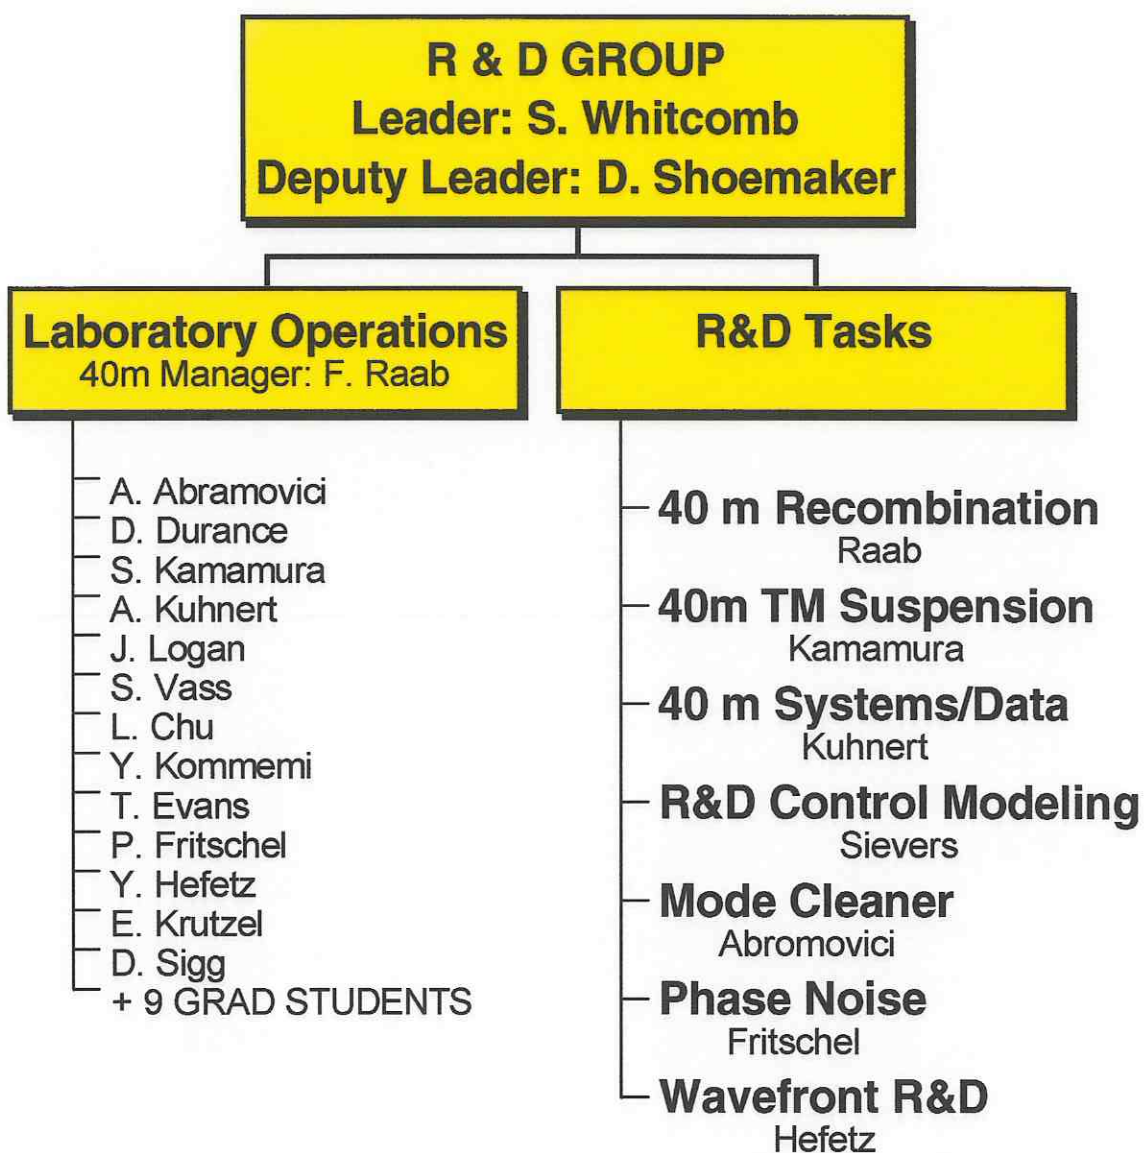 R & D GROUP
Leader: S. Whitcomb
Deputy Leader: D. Shoemaker
Laboratory Operations
40m Manager: F. Raab
A. Abramovici
D. Durance
S. Kamamura
A. Kuhnert
J. Logan
S. Vass
L. Chu
Y. Kommemi
T. Evans
P. Fritschel
Y. Hefetz
E. Krutzel
D. Sigg
+ 9 GRAD STUDENTS
R&D Tasks
40 m Recombination
Raab
40m TM Suspension
Kamamura
40 m Systems/Data
Kuhnert
R&D Control Modeling
Sievers
Mode Cleaner
Abromovici
Phase Noise
Fritschel
Wavefront R&D
Hefetz